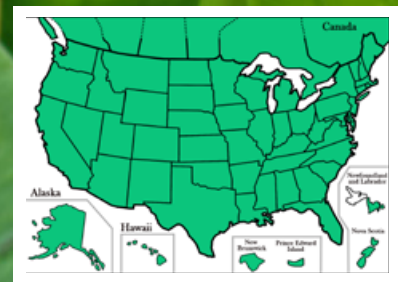 Canada
Alaska
Hawaii
New
Brunswick
Prince Edward
Island
Newfoundland
and Labrador
Nova Scotia